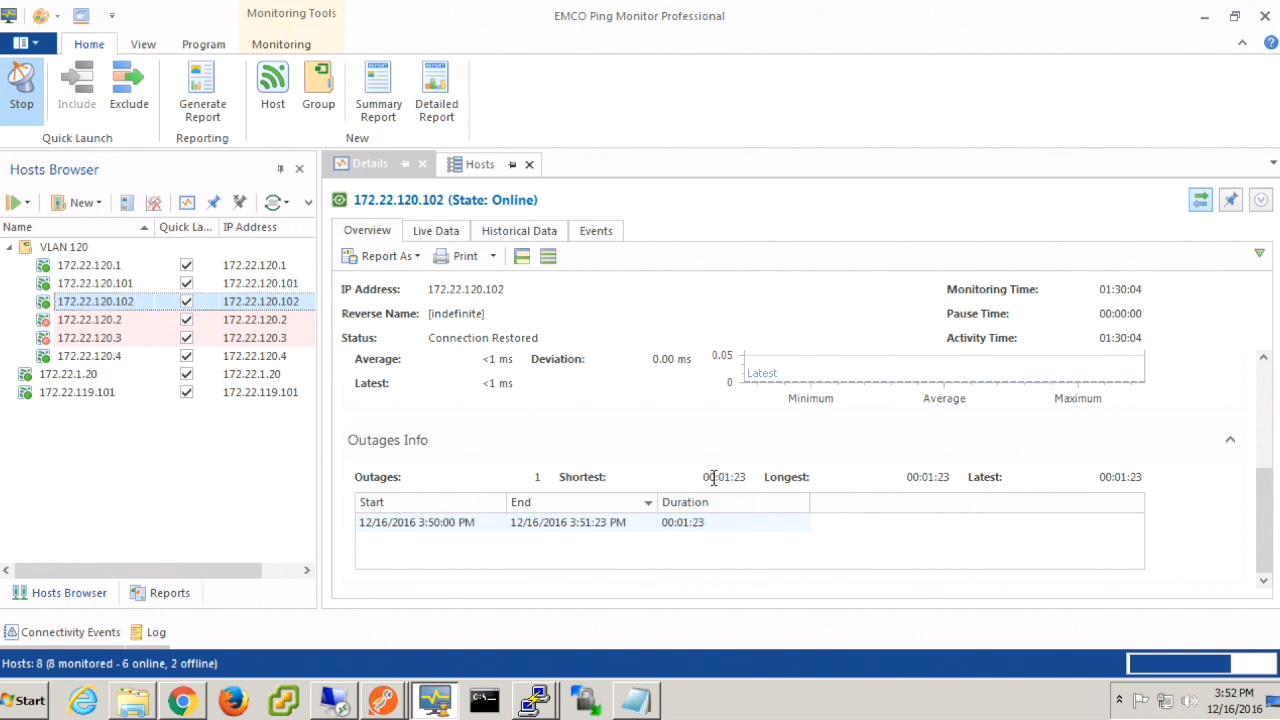 EMCO Ping Monitor Professional
Monitoring Tools
Home View Program Monitoring
Stop Include Exclude Generate Report Host Group Summary Report Detailed Report
Quick Launch Reporting New
Hosts Browser
New
Name Quick La... IP Address
VLAN 120
172.22.120.1 172.22.120.1
172.22.120.101 172.22.120.101
172.22.120.102 172.22.120.102
172.22.120.2 172.22.120.2
172.22.120.3 172.22.120.3
172.22.120.4 172.22.120.4
172.22.1.20 172.22.1.20
172.22.119.101 172.22.119.101
Hosts Browser Reports
Details Hosts
172.22.120.102 (State: Online)
Overview Live Data Historical Data Events
Report As Print
IP Address: 172.22.120.102 Monitoring Time: 01:30:04
Reverse Name: [indefinite] Pause Time: 00:00:00
Status: Connection Restored Activity Time: 01:30:04
Average: <1 ms Deviation: 0.00 ms 0.05
Latest
0
Latest: <1 ms
Minimum Average Maximum
Outages Info
Outages: 1 Shortest: 00:01:23 Longest: 00:01:23 Latest: 00:01:23
Start End Duration
12/16/2016 3:50:00 PM 12/16/2016 3:51:23 PM 00:01:23
Connectivity Events Log
Hosts: 8 (8 monitored - 6 online, 2 offline)
Start
3:52 PM
12/16/2016